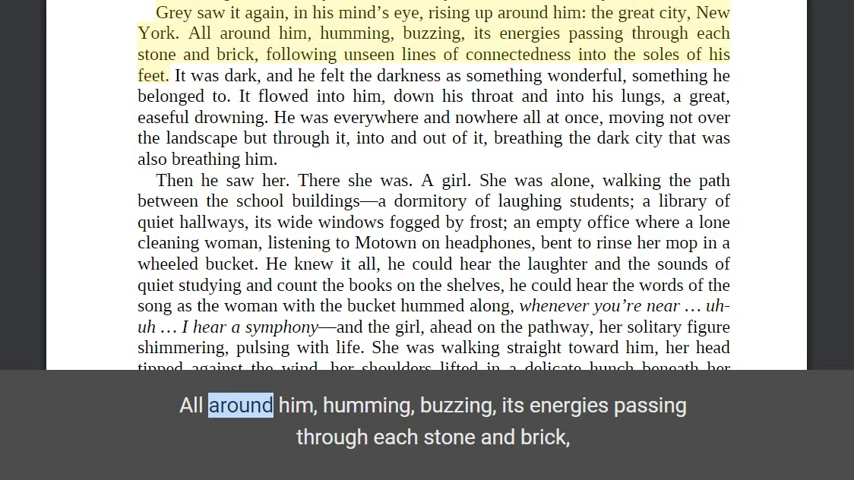 Grey saw it again, in his mind's eye, rising up around him: the great city, New
York. All around him, humming, buzzing, its energies passing through each
stone and brick, following unseen lines of connectedness into the soles of his
feet. It was dark, and he felt the darkness as something wonderful, something he
belonged to. It flowed into him, down his throat and into his lungs, a great,
easeful drowning. He was everywhere and nowhere all at once, moving not over
the landscape but through it, into and out of it, breathing the dark city that was
also breathing him.
Then he saw her. There she was. A girl. She was alone, walking the path
between the school buildings—a dormitory of laughing students; a library of
quiet hallways, its wide windows fogged by frost; an empty office where a lone
cleaning woman, listening to Motown on headphones, bent to rinse her mop in a
wheeled bucket. He knew it all, he could hear the laughter and the sounds of
quiet studying and count the books on the shelves, he could hear the words of the
song as the woman with the bucket hummed along, whenever you're near … uh-
uh … I hear a symphony—and the girl, ahead on the pathway, her solitary figure
shimmering, pulsing with life. She was walking straight toward him, her head
tipped against the wind, her shoulders lifted in a delicate hunch beneath her
All around him, humming, buzzing, its energies passing
through each stone and brick,